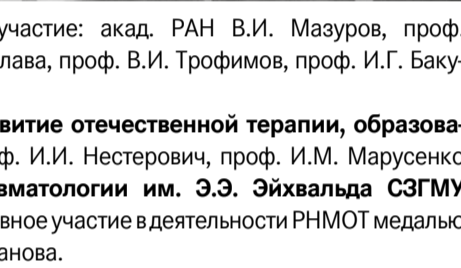 участие: акад. РАН В.И. Мазуров, проф.
лава, проф. В.И. Трофимов, проф. И.Г. Баку-
витие отечественной терапии, образова-
ф. И.И. Нестерович, проф. И.М. Марусенко
вматологии им. Э.Э. Эйхвальда СЗГМУ
вное участие в деятельности РНМОТ медалью
анова.